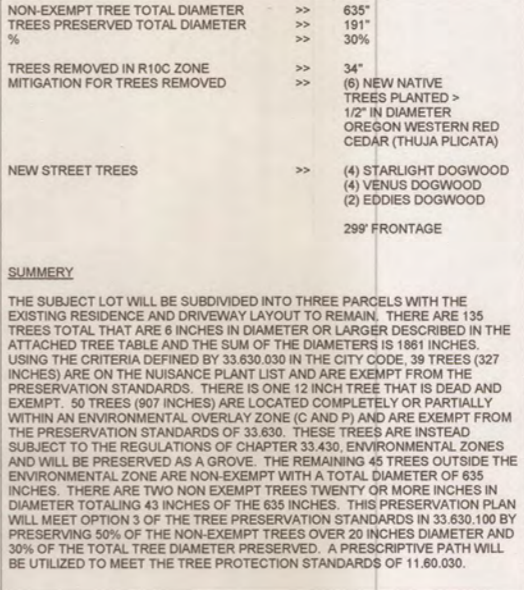 NON-EXEMPT TREE TOTAL DIAMETER >> 635"
TREES PRESERVED TOTAL DIAMETER >> 191"
% >> 30%
TREES REMOVED IN R10C ZONE >> 34"
MITIGATION FOR TREES REMOVED >> (6) NEW NATIVE
TREES PLANTED >
1/2" IN DIAMETER
OREGON WESTERN RED
CEDAR (THUJA PLICATA)
NEW STREET TREES >> (4) STARLIGHT DOGWOOD
(4) VENUS DOGWOOD
(2) EDDIES DOGWOOD
299' FRONTAGE
SUMMERY
THE SUBJECT LOT WILL BE SUBDIVIDED INTO THREE PARCELS WITH THE
EXISTING RESIDENCE AND DRIVEWAY LAYOUT TO REMAIN. THERE ARE 135
TREES TOTAL THAT ARE 6 INCHES IN DIAMETER OR LARGER DESCRIBED IN THE
ATTACHED TREE TABLE AND THE SUM OF THE DIAMETERS IS 1861 INCHES.
USING THE CRITERIA DEFINED BY 33.630.030 IN THE CITY CODE, 39 TREES (327
INCHES) ARE ON THE NUISANCE PLANT LIST AND ARE EXEMPT FROM THE
PRESERVATION STANDARDS. THERE IS ONE 12 INCH TREE THAT IS DEAD AND
EXEMPT. 50 TREES (907 INCHES) ARE LOCATED COMPLETELY OR PARTIALLY
WITHIN AN ENVIRONMENTAL OVERLAY ZONE (C AND P) AND ARE EXEMPT FROM
THE PRESERVATION STANDARDS OF 33.630. THESE TREES ARE INSTEAD
SUBJECT TO THE REGULATIONS OF CHAPTER 33.430, ENVIRONMENTAL ZONES
AND WILL BE PRESERVED AS A GROVE. THE REMAINING 45 TREES OUTSIDE THE
ENVIRONMENTAL ZONE ARE NON-EXEMPT WITH A TOTAL DIAMETER OF 635
INCHES. THERE ARE TWO NON EXEMPT TREES TWENTY OR MORE INCHES IN
DIAMETER TOTALING 43 INCHES OF THE 635 INCHES. THIS PRESERVATION PLAN
WILL MEET OPTION 3 OF THE TREE PRESERVATION STANDARDS IN 33.630.100 BY
PRESERVING 50% OF THE NON-EXEMPT TREES OVER 20 INCHES DIAMETER AND
30% OF THE TOTAL TREE DIAMETER PRESERVED. A PRESCRIPTIVE PATH WILL
BE UTILIZED TO MEET THE TREE PROTECTION STANDARDS OF 11.60.030.